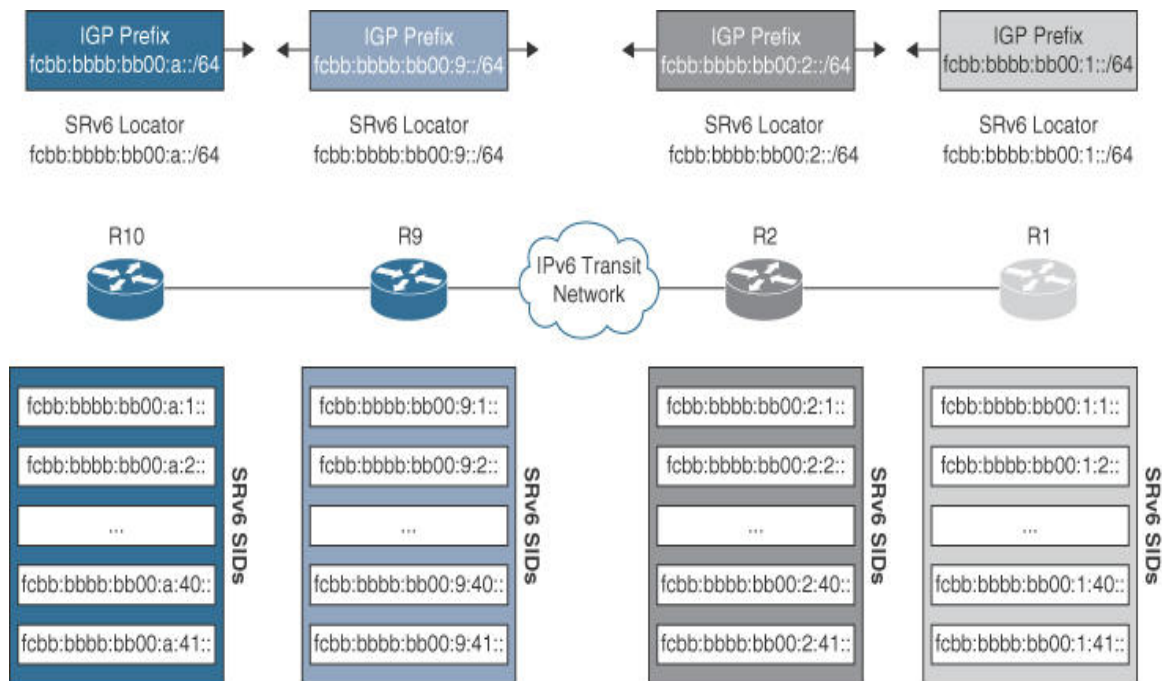 IGP Prefix
fcbb:bbbb:bb00:a::/64
IGP Prefix
fcbb:bbbb:bb00:9::/64
IGP Prefix
fcbb:bbbb:bb00:2::/64
IGP Prefix
fcbb:bbbb:bb00:1::/64
SRv6 Locator
fcbb:bbbb:bb00:a::/64
SRv6 Locator
fcbb:bbbb:bb00:9::/64
SRv6 Locator
fcbb:bbbb:bb00:2::/64
SRv6 Locator
fcbb:bbbb:bb00:1::/64
R10
R9
IPv6 Transit
Network
R2
R1
fcbb:bbbb:bb00:a:1::
fcbb:bbbb:bb00:a:2::
...
fcbb:bbbb:bb00:a:40::
fcbb:bbbb:bb00:a:41::
SRv6 SIDs
fcbb:bbbb:bb00:9:1::
fcbb:bbbb:bb00:9:2::
...
fcbb:bbbb:bb00:9:40::
fcbb:bbbb:bb00:9:41::
SRv6 SIDs
fcbb:bbbb:bb00:2:1::
fcbb:bbbb:bb00:2:2::
...
fcbb:bbbb:bb00:2:40::
fcbb:bbbb:bb00:2:41::
SRv6 SIDs
fcbb:bbbb:bb00:1:1::
fcbb:bbbb:bb00:1:2::
...
fcbb:bbbb:bb00:1:40::
fcbb:bbbb:bb00:1:41::
SRv6 SIDs